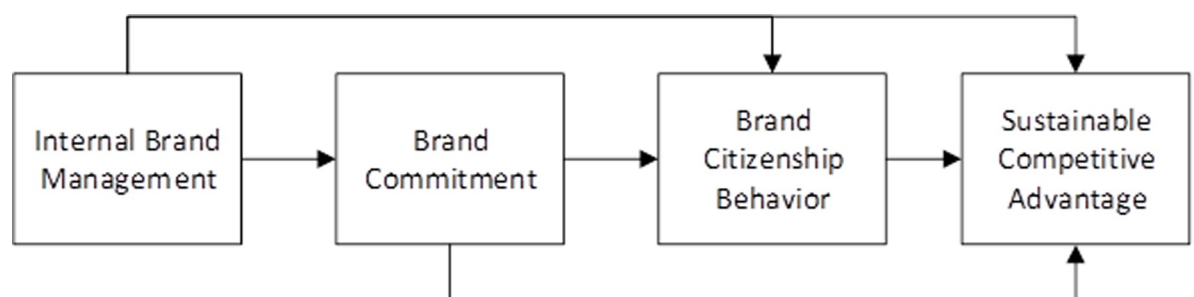 Internal Brand
Management
Brand
Commitment
Brand
Citizenship
Behavior
Sustainable
Competitive
Advantage